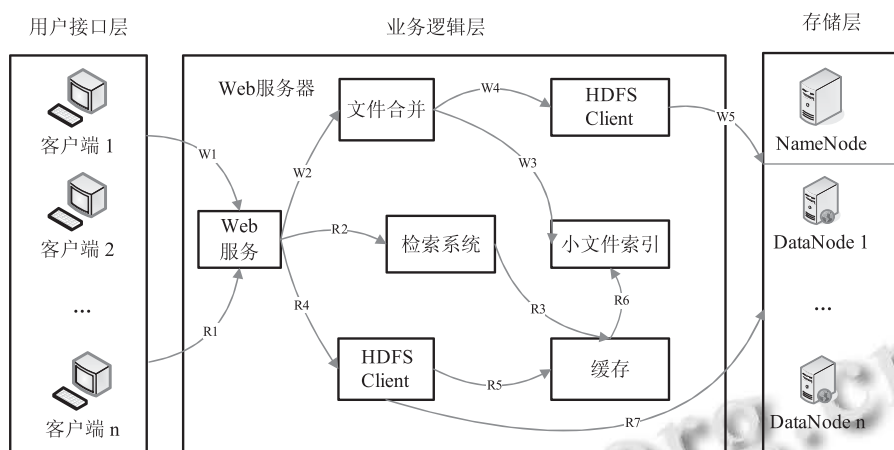 用户接口层
业务逻辑层
存储层
Web服务器
客户端 1
客户端 2
...
客户端 n
W1
R1
Web
服务
W2
R2
R4
文件合并
W4
HDFS
Client
W3
W5
检索系统
小文件索引
R3
R6
HDFS
Client
R5
缓存
R7
NameNode
DataNode 1
...
DataNode n